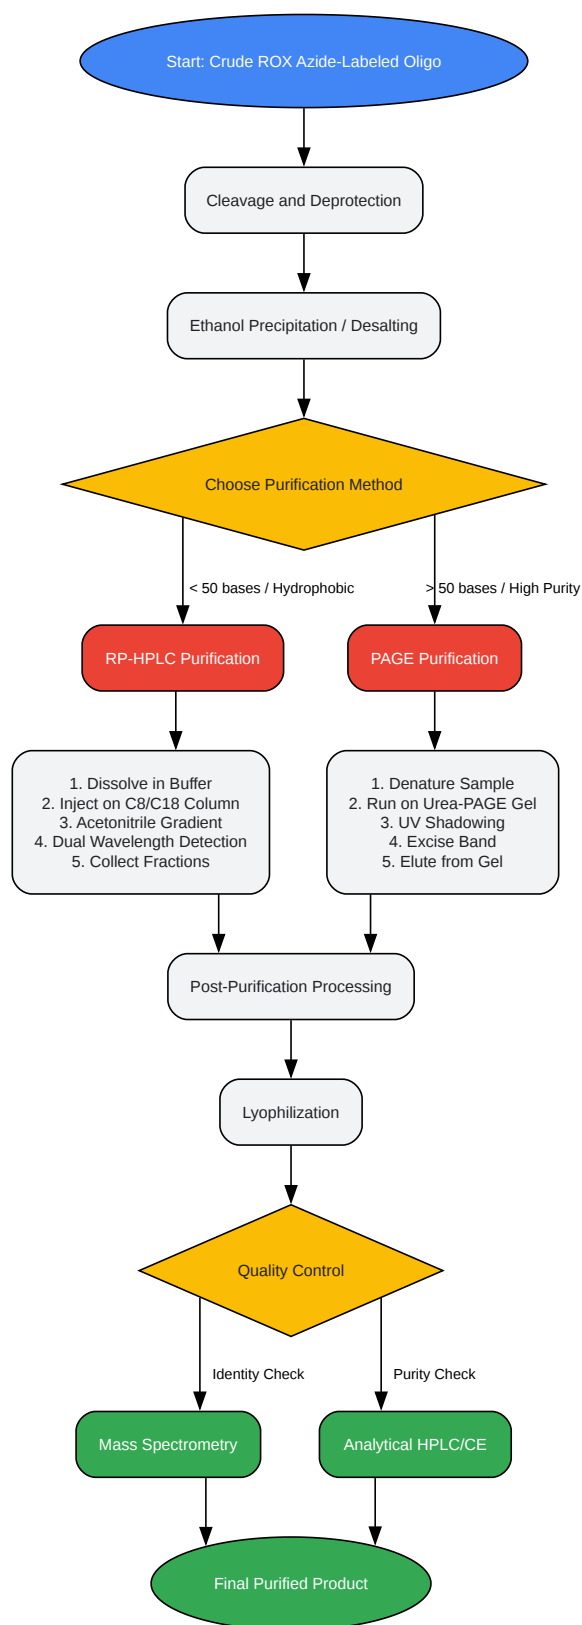 Start: Crude ROX Azide-Labeled Oligo
Cleavage and Deprotection
Ethanol Precipitation / Desalting
Choose Purification Method
< 50 bases / Hydrophobic
> 50 bases / High Purity
RP-HPLC Purification
PAGE Purification
1. Dissolve in Buffer
2. Inject on C8/C18 Column
3. Acetonitrile Gradient
4. Dual Wavelength Detection
5. Collect Fractions
1. Denature Sample
2. Run on Urea-PAGE Gel
3. UV Shadowing
4. Excise Band
5. Elute from Gel
Post-Purification Processing
Lyophilization
Quality Control
Identity Check
Purity Check
Mass Spectrometry
Analytical HPLC/CE
Final Purified Product